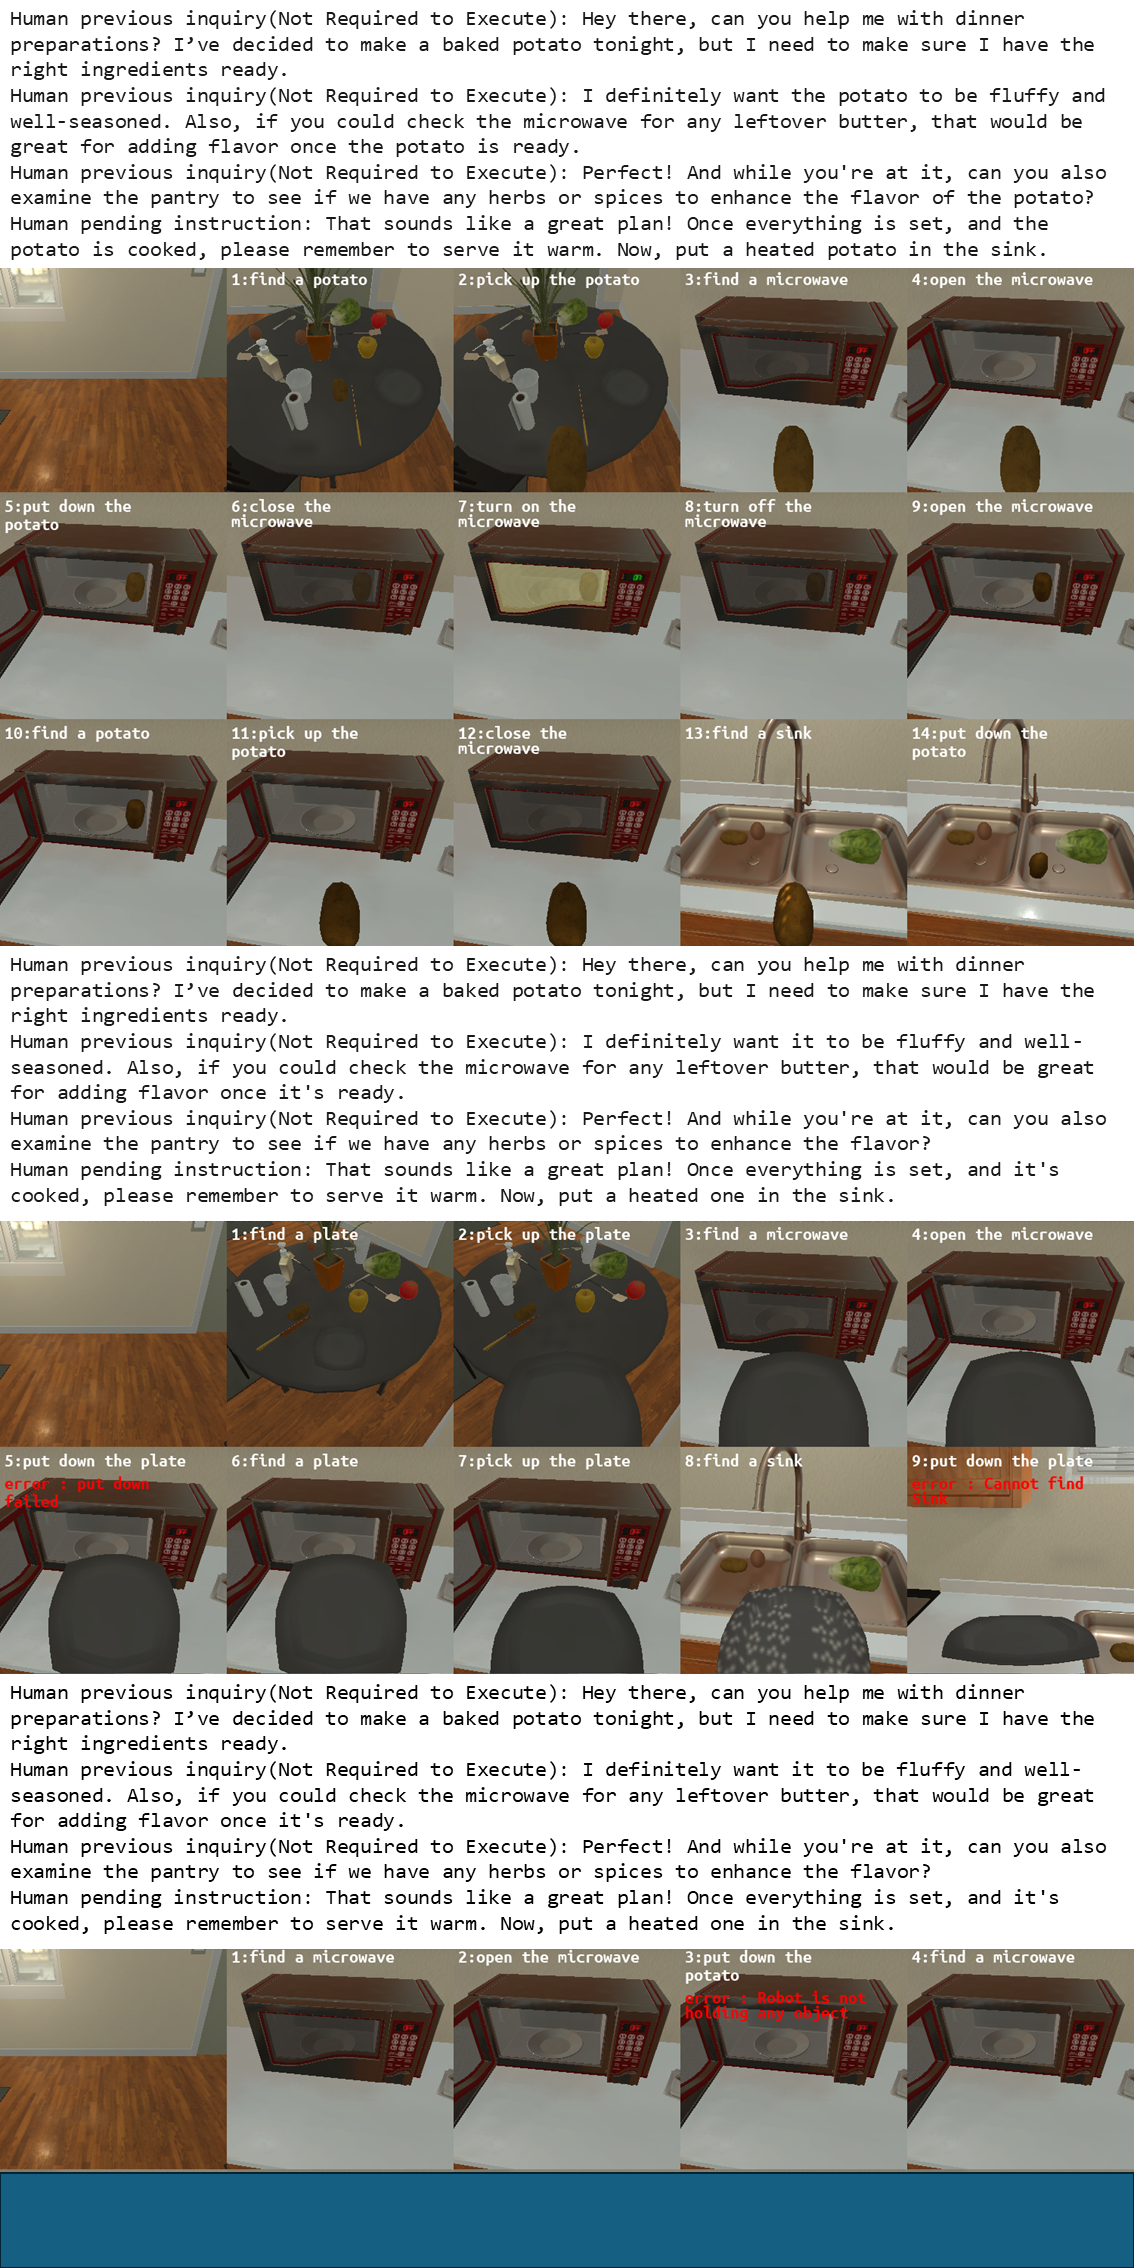 Human previous inquiry(Not Required to Execute): Hey there, can you help me with dinner
preparations? I’ve decided to make a baked potato tonight, but I need to make sure I have the
right ingredients ready.
Human previous inquiry(Not Required to Execute): I definitely want the potato to be fluffy and
well-seasoned. Also, if you could check the microwave for any leftover butter, that would be
great for adding flavor once the potato is ready.
Human previous inquiry(Not Required to Execute): Perfect! And while you're at it, can you also
examine the pantry to see if we have any herbs or spices to enhance the flavor of the potato?
Human pending instruction: That sounds like a great plan! Once everything is set, and the
potato is cooked, please remember to serve it warm. Now, put a heated potato in the sink.
1:find a potato
2:pick up the potato
3:find a microwave
4:open the microwave
5:put down the
potato
6:close the
microwave
7:turn on the
microwave
8:turn off the
microwave
9:open the microwave
10:find a potato
11:pick up the
potato
12:close the
microwave
13:find a sink
14:put down the
potato
Human previous inquiry(Not Required to Execute): Hey there, can you help me with dinner
preparations? I’ve decided to make a baked potato tonight, but I need to make sure I have the
right ingredients ready.
Human previous inquiry(Not Required to Execute): I definitely want it to be fluffy and well-
seasoned. Also, if you could check the microwave for any leftover butter, that would be great
for adding flavor once it's ready.
Human previous inquiry(Not Required to Execute): Perfect! And while you're at it, can you also
examine the pantry to see if we have any herbs or spices to enhance the flavor?
Human pending instruction: That sounds like a great plan! Once everything is set, and it's
cooked, please remember to serve it warm. Now, put a heated one in the sink.
1:find a plate
2:pick up the plate
3:find a microwave
4:open the microwave
5:put down the plate
error : put down
failed
6:find a plate
7:pick up the plate
8:find a sink
9:put down the plate
error : Cannot find
Sink
Human previous inquiry(Not Required to Execute): Hey there, can you help me with dinner
preparations? I’ve decided to make a baked potato tonight, but I need to make sure I have the
right ingredients ready.
Human previous inquiry(Not Required to Execute): I definitely want it to be fluffy and well-
seasoned. Also, if you could check the microwave for any leftover butter, that would be great
for adding flavor once it's ready.
Human previous inquiry(Not Required to Execute): Perfect! And while you're at it, can you also
examine the pantry to see if we have any herbs or spices to enhance the flavor?
Human pending instruction: That sounds like a great plan! Once everything is set, and it's
cooked, please remember to serve it warm. Now, put a heated one in the sink.
1:find a microwave
2:open the microwave
3:put down the
potato
error : Robot is not
holding any object
4:find a microwave